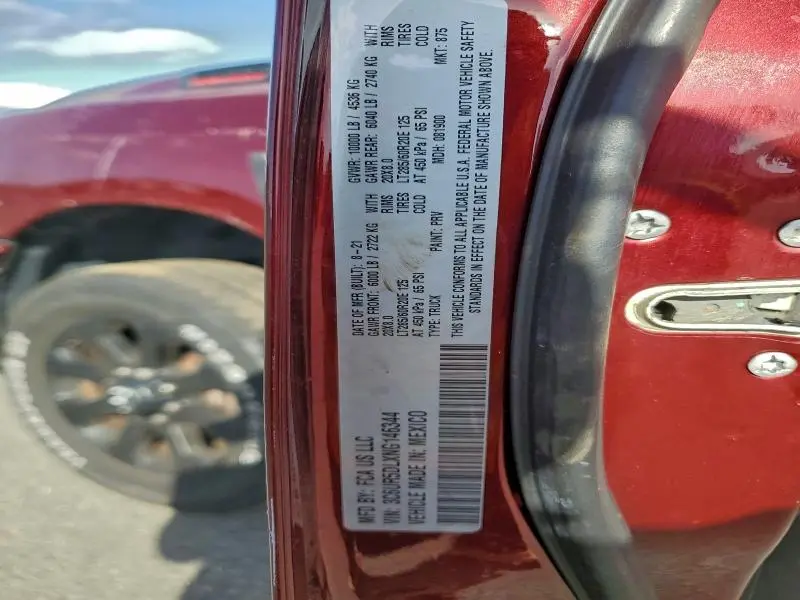 MFD BY: FCA US LLC
DATE OF MFR (BUILT): 8-21
GVWR: 10000 LB / 4536 KG
GAWR FRONT: 6000 LB / 2722 KG WITH
20X8.0 RIMS
LT285/60R20E 125 TIRES
AT 450 kPa / 65 PSI COLD
GAWR REAR: 6040 LB / 2740 KG WITH
20X8.0 RIMS
LT285/60R20E 125 TIRES
AT 450 kPa / 65 PSI COLD
VIN: 3C6UR5DLXNG146344
TYPE: TRUCK
PAINT: PRV
MDH: 081900
MKT: 875
VEHICLE MADE IN: MEXICO
THIS VEHICLE CONFORMS TO ALL APPLICABLE U.S.A. FEDERAL MOTOR VEHICLE SAFETY
STANDARDS IN EFFECT ON THE DATE OF MANUFACTURE SHOWN ABOVE.